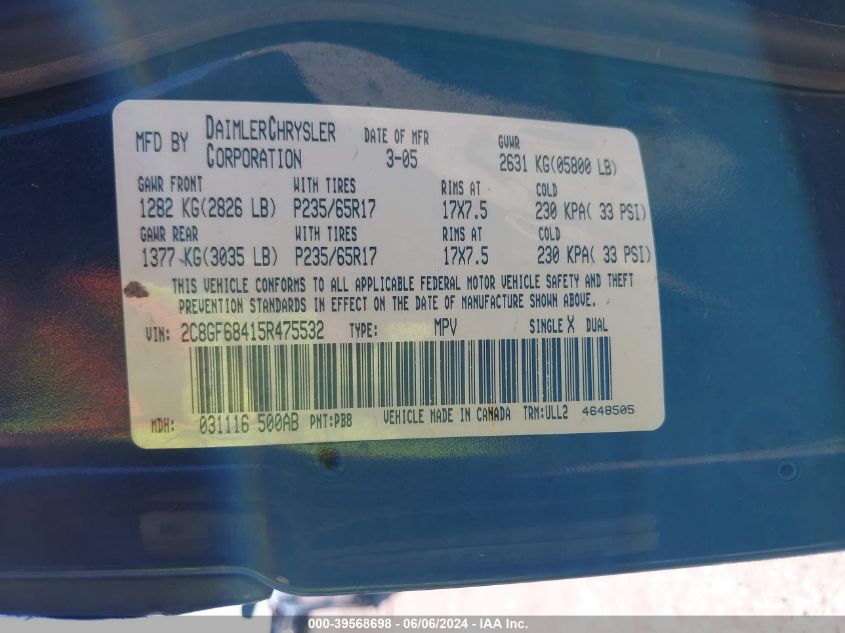 MFD BY DAIMLERCHRYSLER CORPORATION DATE OF MFR 3-05 GVWR 2631 KG(05800 LB)
GAWR FRONT WITH TIRES RIMS AT COLD
1282 KG(2826 LB) P235/65R17 17X7.5 230 KPA( 33 PSI)
GAWR REAR WITH TIRES RIMS AT COLD
1377 KG(3035 LB) P235/65R17 17X7.5 230 KPA( 33 PSI)
THIS VEHICLE CONFORMS TO ALL APPLICABLE FEDERAL MOTOR VEHICLE SAFETY AND THEFT
PREVENTION STANDARDS IN EFFECT ON THE DATE OF MANUFACTURE SHOWN ABOVE.
VIN: 2C8GF68415R475532 TYPE: MPV SINGLE X DUAL
MDH: 031116 500AB PNT:PB8 VEHICLE MADE IN CANADA TRM:ULL2 4648505
000-39568698 - 06/06/2024 - IAA Inc.